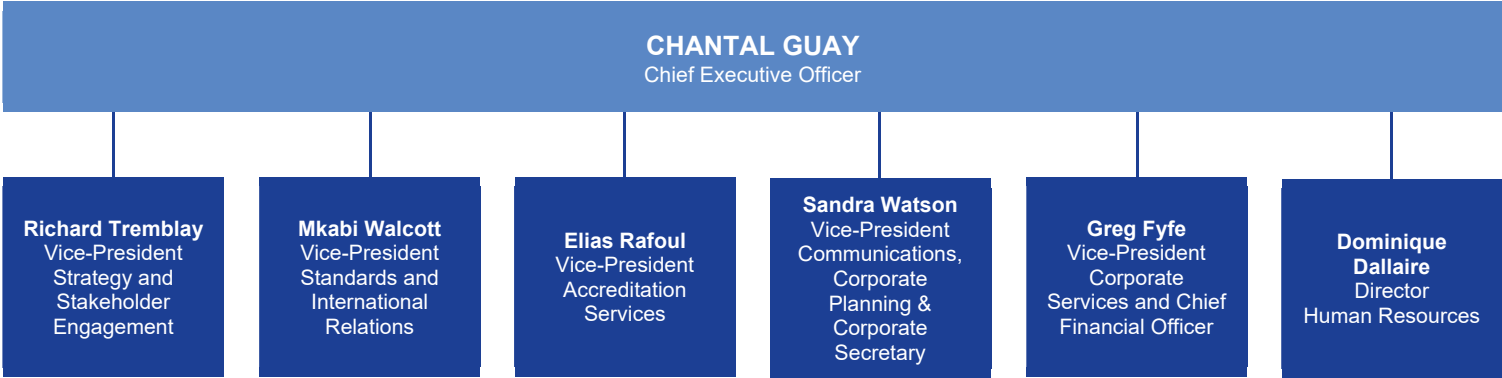 CHANTAL GUAY
Chief Executive Officer
Richard Tremblay
Vice-President
Strategy and
Stakeholder
Engagement
Mkabi Walcott
Vice-President
Standards and
International
Relations
Elias Rafoul
Vice-President
Accreditation
Services
Sandra Watson
Vice-President
Communications,
Corporate
Planning &
Corporate
Secretary
Greg Fyfe
Vice-President
Corporate
Services and Chief
Financial Officer
Dominique
Dallaire
Director
Human Resources